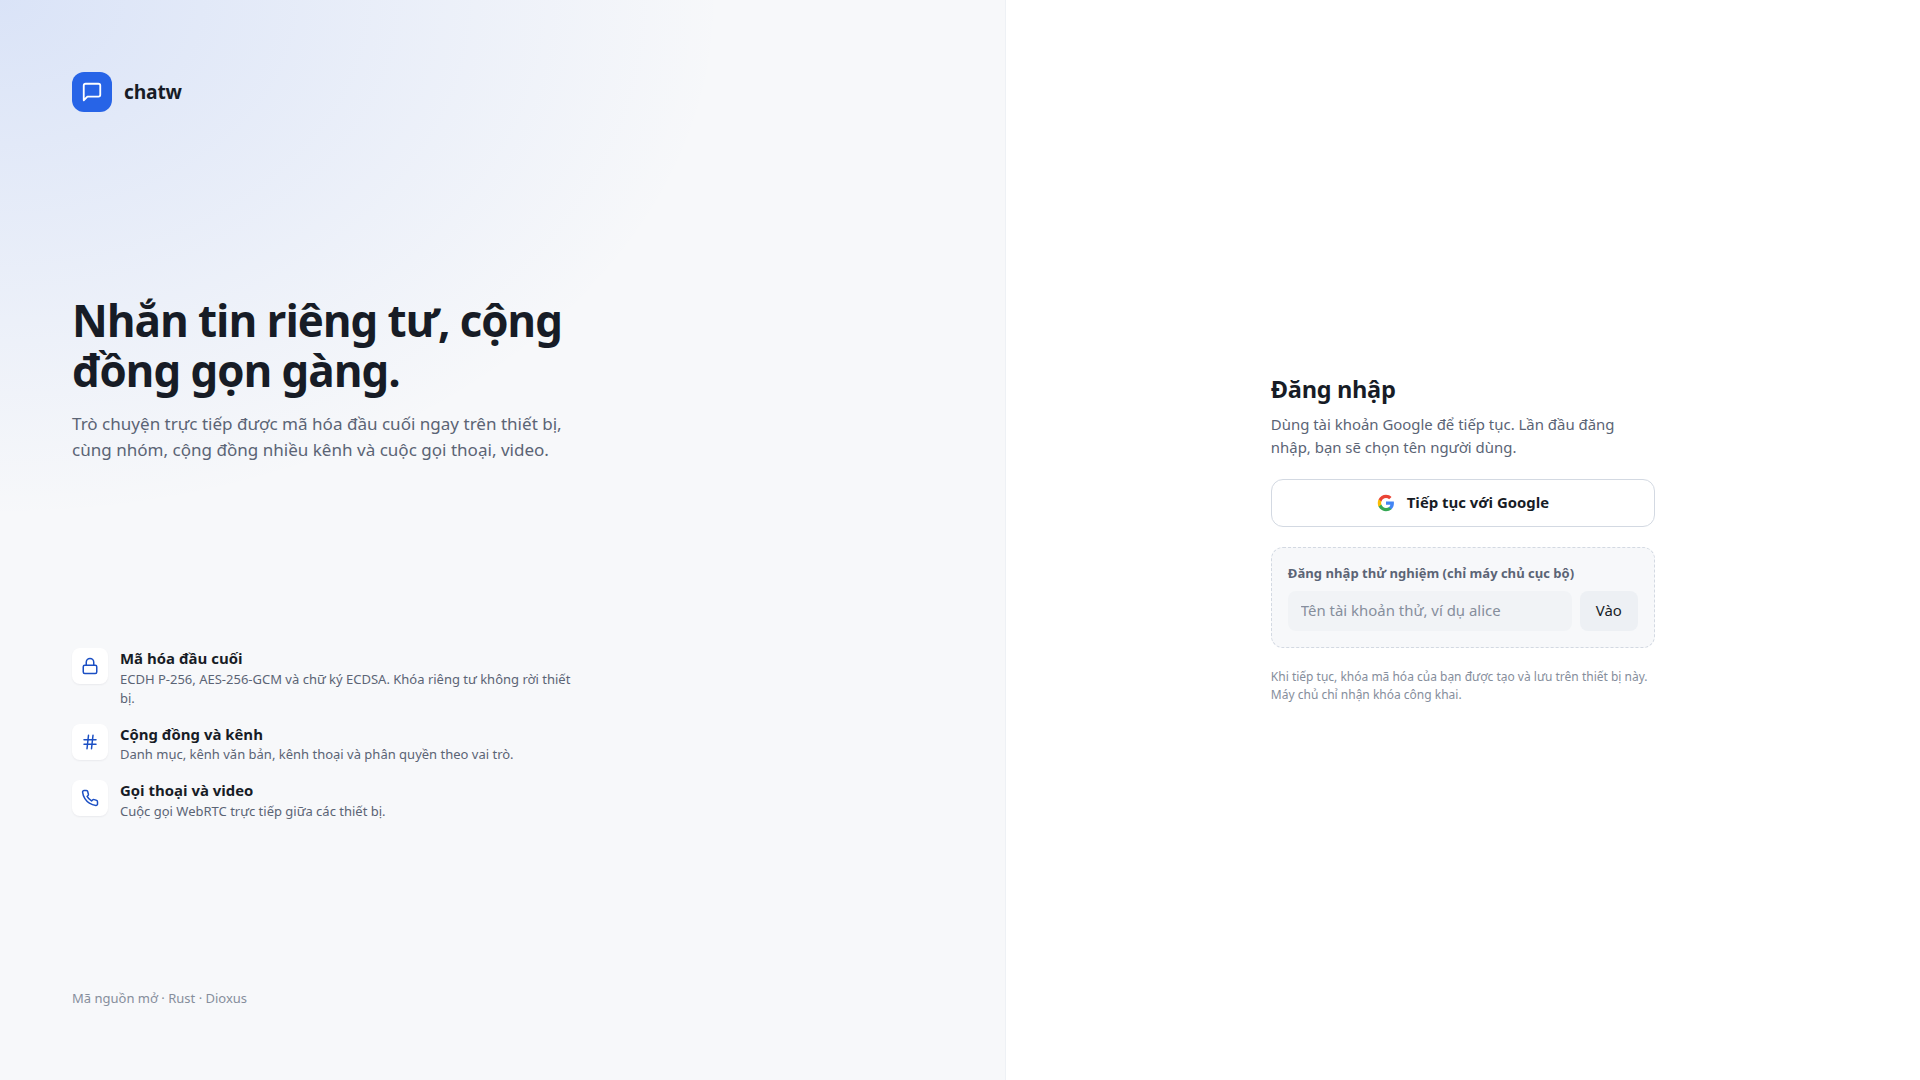 chatw
Nhắn tin riêng tư, cộng
đồng gọn gàng.
Trò chuyện trực tiếp được mã hóa đầu cuối ngay trên thiết bị,
cùng nhóm, cộng đồng nhiều kênh và cuộc gọi thoại, video.
Mã hóa đầu cuối
ECDH P-256, AES-256-GCM và chữ ký ECDSA. Khóa riêng tư không rời thiết
bị.
Cộng đồng và kênh
Danh mục, kênh văn bản, kênh thoại và phân quyền theo vai trò.
Gọi thoại và video
Cuộc gọi WebRTC trực tiếp giữa các thiết bị.
Mã nguồn mở · Rust · Dioxus
Đăng nhập
Dùng tài khoản Google để tiếp tục. Lần đầu đăng
nhập, bạn sẽ chọn tên người dùng.
Tiếp tục với Google
Đăng nhập thử nghiệm (chỉ máy chủ cục bộ)
Tên tài khoản thử, ví dụ alice
Vào
Khi tiếp tục, khóa mã hóa của bạn được tạo và lưu trên thiết bị này.
Máy chủ chỉ nhận khóa công khai.